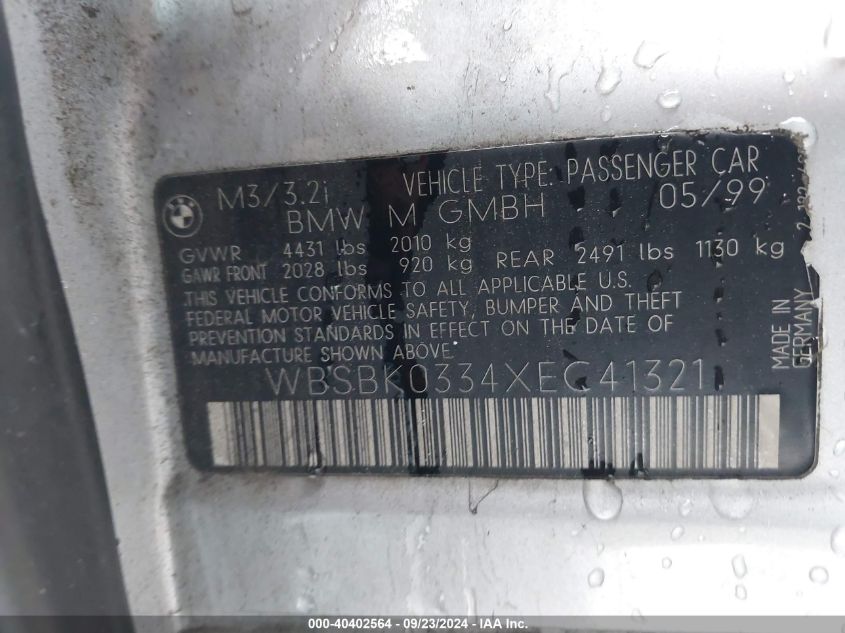 M3/3.2i VEHICLE TYPE: PASSENGER CAR
BMW M GMBH 05/99
GVWR 4431 lbs 2010 kg
GAWR FRONT 2028 lbs 920 kg REAR 2491 lbs 1130 kg
THIS VEHICLE CONFORMS TO ALL APPLICABLE U.S.
FEDERAL MOTOR VEHICLE SAFETY, BUMPER AND THEFT
PREVENTION STANDARDS IN EFFECT ON THE DATE OF
MANUFACTURE SHOWN ABOVE.
WBSBK0334XEC41321
MADE IN
GERMANY
000-40402564 - 09/23/2024 - IAA Inc.